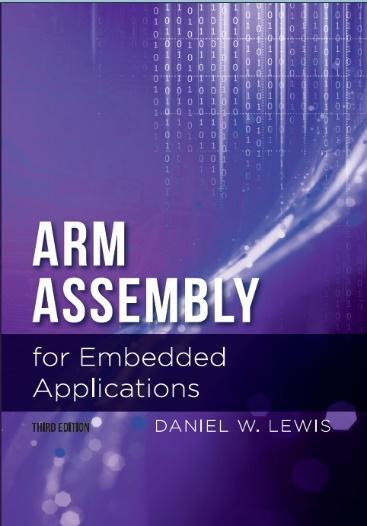 ARM
ASSEMBLY
for Embedded
Applications
THIRD EDITION
DANIEL W. LEWIS